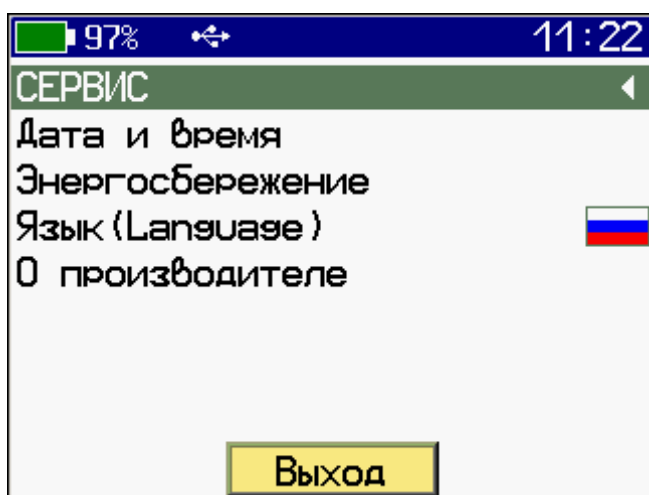 97% 11:22
СЕРВИС
Дата и время
Энергосбережение
Язык(Language)
О производителе
Выход